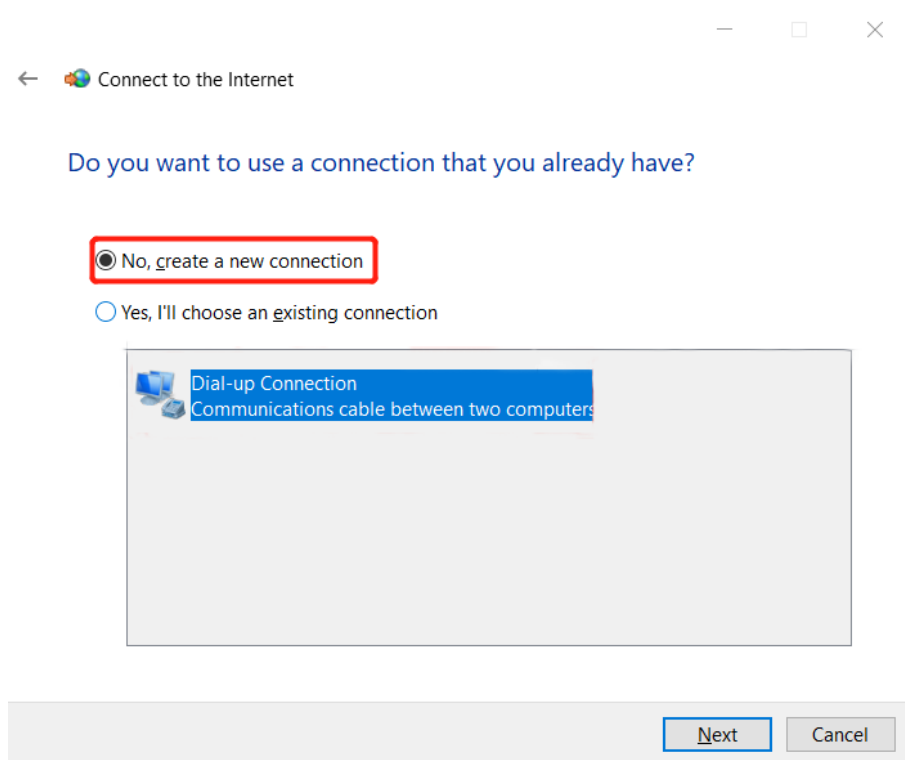 Connect to the Internet
Do you want to use a connection that you already have?
No, create a new connection
Yes, I'll choose an existing connection
Dial-up Connection
Communications cable between two computers
Next
Cancel